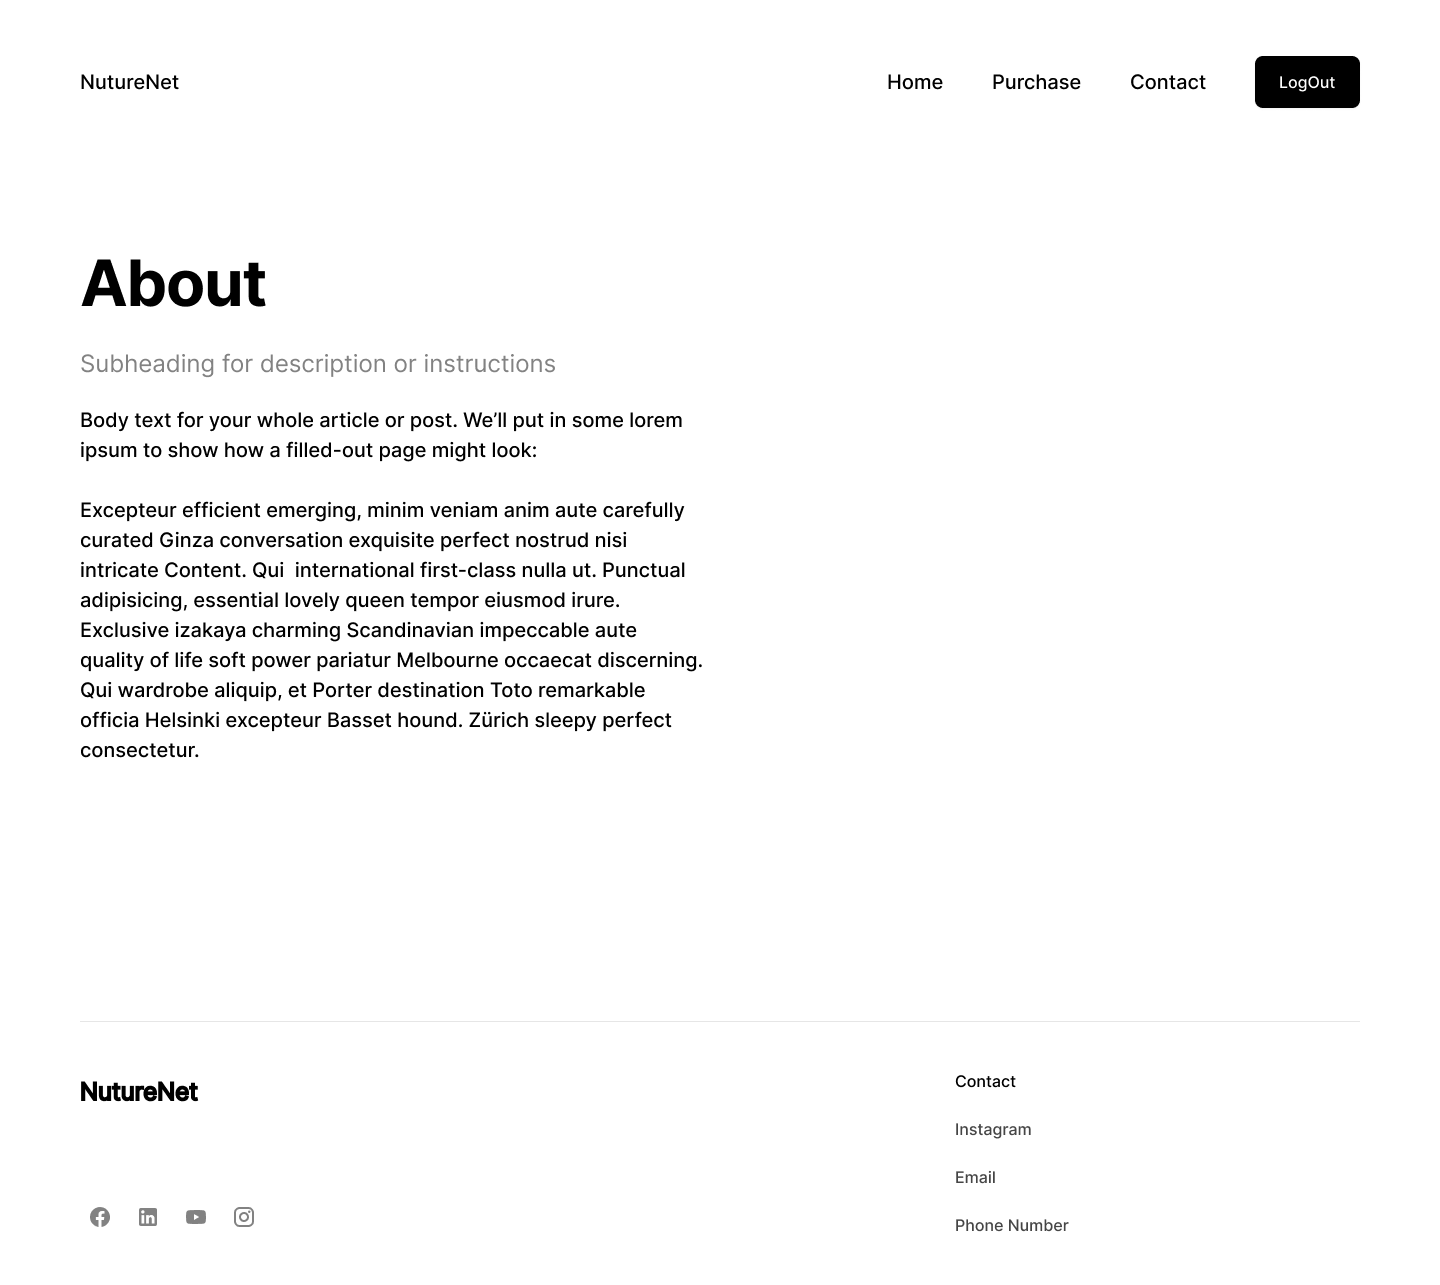 NutureNet
Home
Purchase
Contact
LogOut
About
Subheading for description or instructions
Body text for your whole article or post. We’ll put in some lorem
ipsum to show how a filled-out page might look:
Excepteur efficient emerging, minim veniam anim aute carefully
curated Ginza conversation exquisite perfect nostrud nisi
intricate Content. Qui  international first-class nulla ut. Punctual
adipisicing, essential lovely queen tempor eiusmod irure.
Exclusive izakaya charming Scandinavian impeccable aute
quality of life soft power pariatur Melbourne occaecat discerning.
Qui wardrobe aliquip, et Porter destination Toto remarkable
officia Helsinki excepteur Basset hound. Zürich sleepy perfect
consectetur.
NutureNet
Contact
Instagram
Email
Phone Number